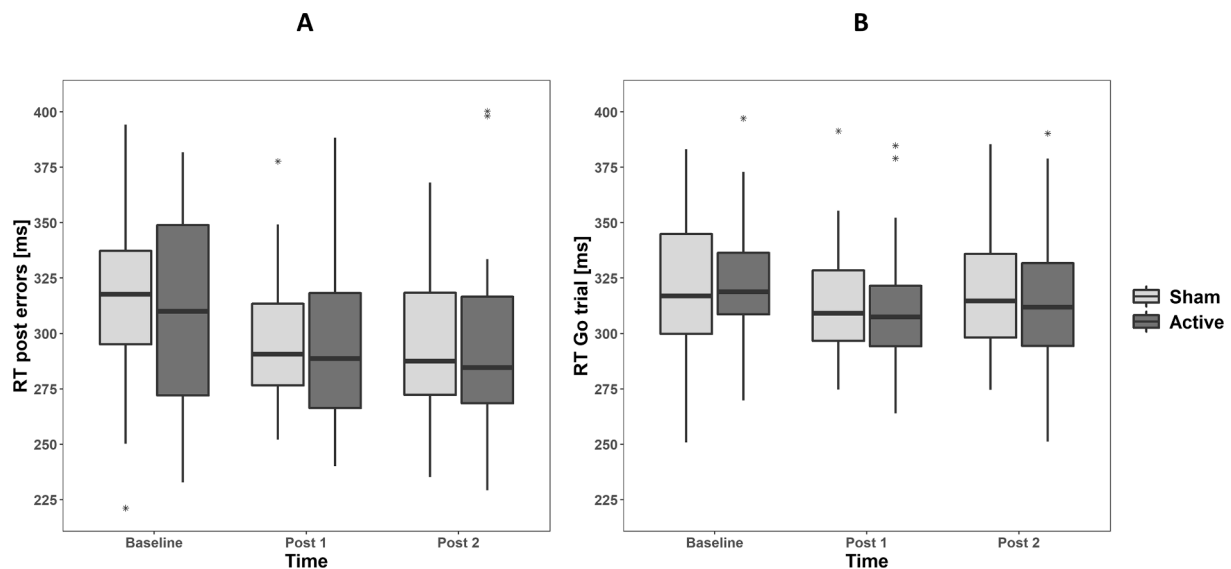 A
RT post errors [ms]
400
375
350
325
300
275
250
225
Baseline Post 1 Post 2
Time
B
RT Go trial [ms]
400
375
350
325
300
275
250
225
Baseline Post 1 Post 2
Time
Sham
Active